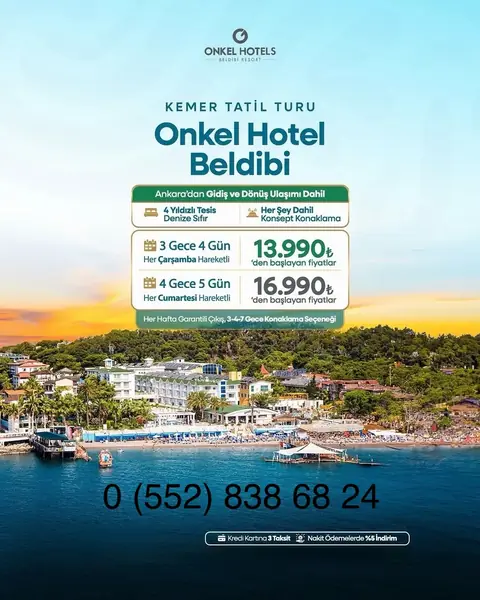 ONKEL HOTELS
BELDİBİ RESORT
KEMER TATİL TURU
Onkel Hotel
Beldibi
Ankara'dan Gidiş ve Dönüş Ulaşımı Dahil
4 Yıldızlı Tesis
Denize Sıfır
Her Şey Dahil
Konsept Konaklama
3 Gece 4 Gün
Her Çarşamba Hareketli
13.990₺
'den başlayan fiyatlar
4 Gece 5 Gün
Her Cumartesi Hareketli
16.990₺
'den başlayan fiyatlar
Her Hafta Garantili Çıkış, 3-4-7 Gece Konaklama Seçeneği
0 (552) 838 68 24
Kredi Kartına 3 Taksit
Nakit Ödemelerde %5 İndirim